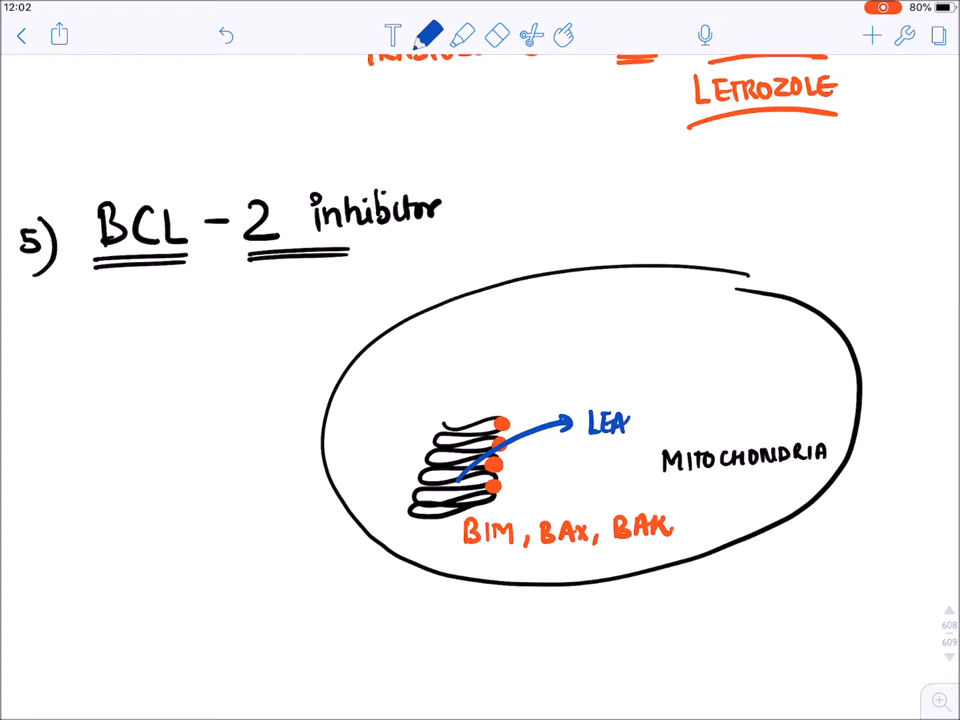 12:02
80%
LETROZOLE
5) BCL - 2 inhibitor
LEA
MITOCHONDRIA
BIM, BAX, BAK
608
609